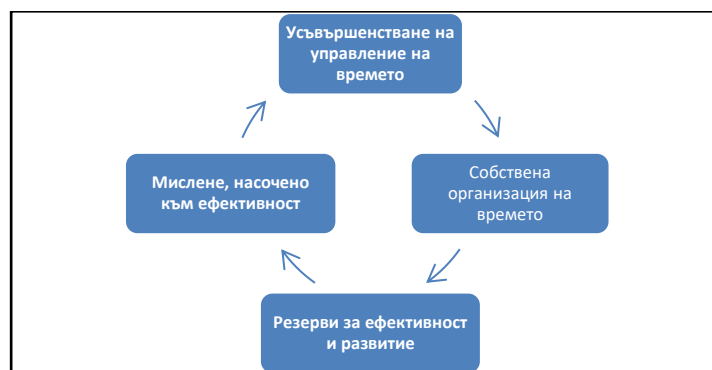 Усъвършенстване на
управление на
времето
Собствена
организация на
времето
Резерви за ефективност
и развитие
Мислене, насочено
към ефективност